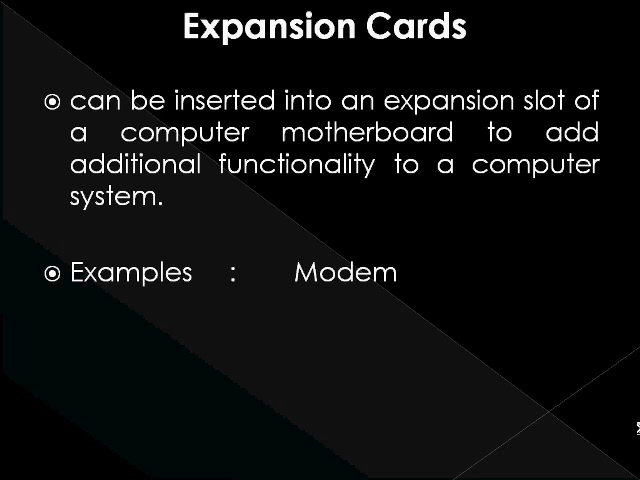 Expansion Cards
can be inserted into an expansion slot of
a computer motherboard to add
additional functionality to a computer
system.
Examples : Modem